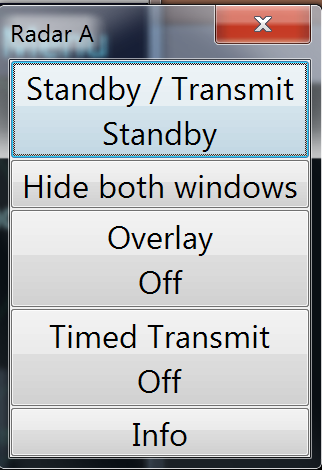 Radar A
Standby / Transmit
Standby
Hide both windows
Overlay
Off
Timed Transmit
Off
Info